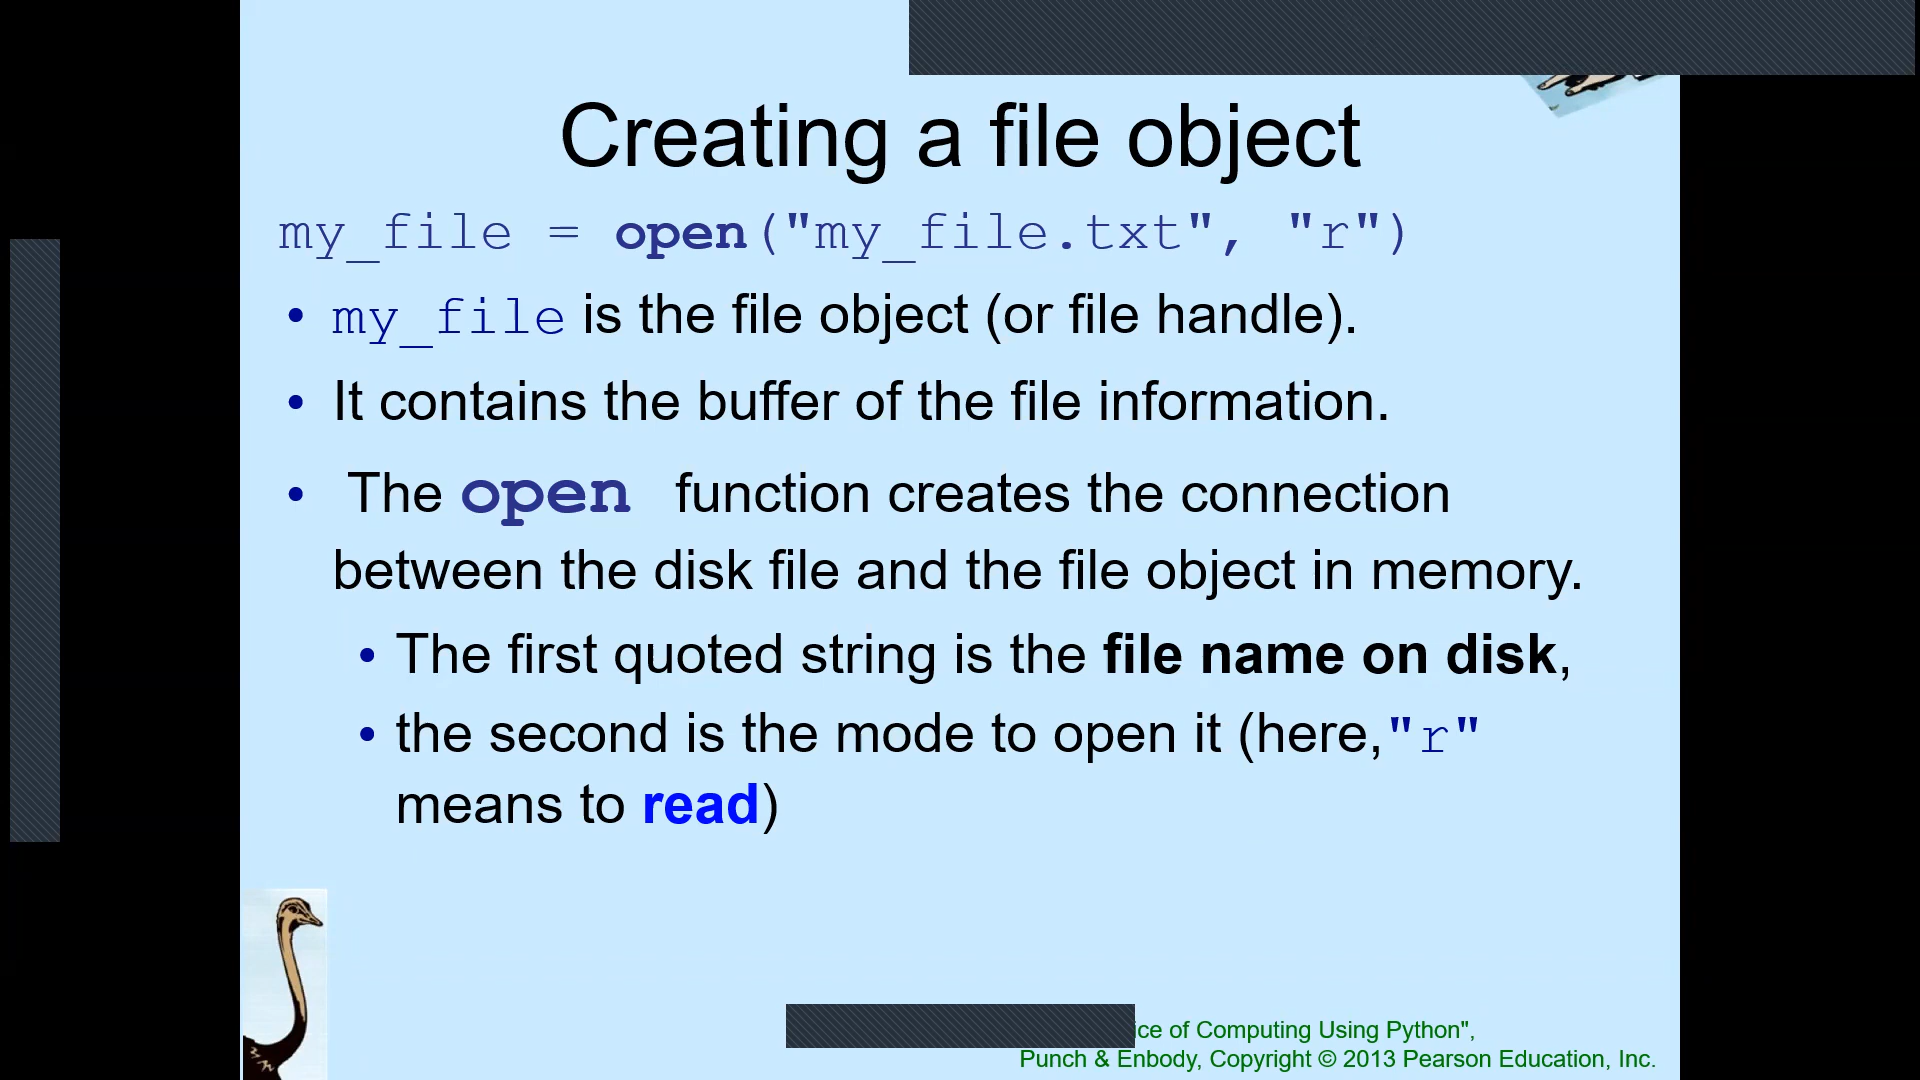 Creating a file object
my_file = open("my_file.txt", "r")
• my_file is the file object (or file handle).
• It contains the buffer of the file information.
• The open function creates the connection
between the disk file and the file object in memory.
• The first quoted string is the file name on disk,
• the second is the mode to open it (here,"r"
means to read)
of Computing Using Python",
Punch & Enbody, Copyright © 2013 Pearson Education, Inc.